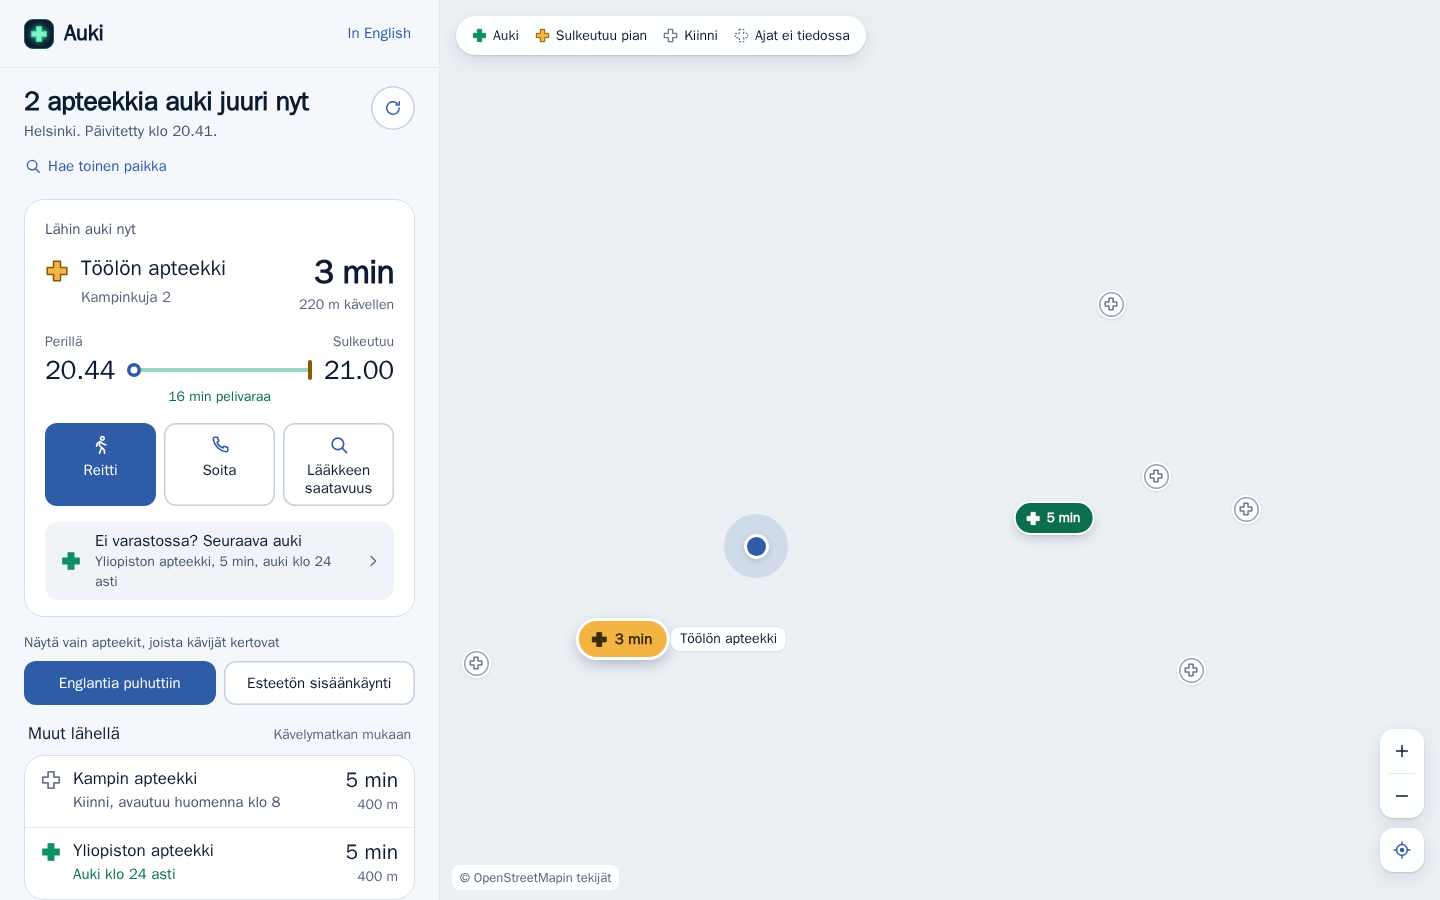 Auki
In English
2 apteekkia auki juuri nyt
Helsinki. Päivitetty klo 20.41.
Hae toinen paikka
Lähin auki nyt
Töölön apteekki
3 min
Kampinkuja 2
220 m kävellen
Perillä
Sulkeutuu
20.44
21.00
16 min pelivaraa
Reitti
Soita
Lääkkeen
saatavuus
Ei varastossa? Seuraava auki
Yliopiston apteekki, 5 min, auki klo 24
asti
Näytä vain apteekit, joista kävijät kertovat
Englantia puhuttiin
Esteetön sisäänkäynti
Muut lähellä
Kävelymatkan mukaan
Kampin apteekki
5 min
Kiinni, avautuu huomenna klo 8
400 m
Yliopiston apteekki
5 min
Auki klo 24 asti
400 m
Auki
Sulkeutuu pian
Kiinni
Ajat ei tiedossa
5 min
3 min
Töölön apteekki
© OpenStreetMapin tekijät